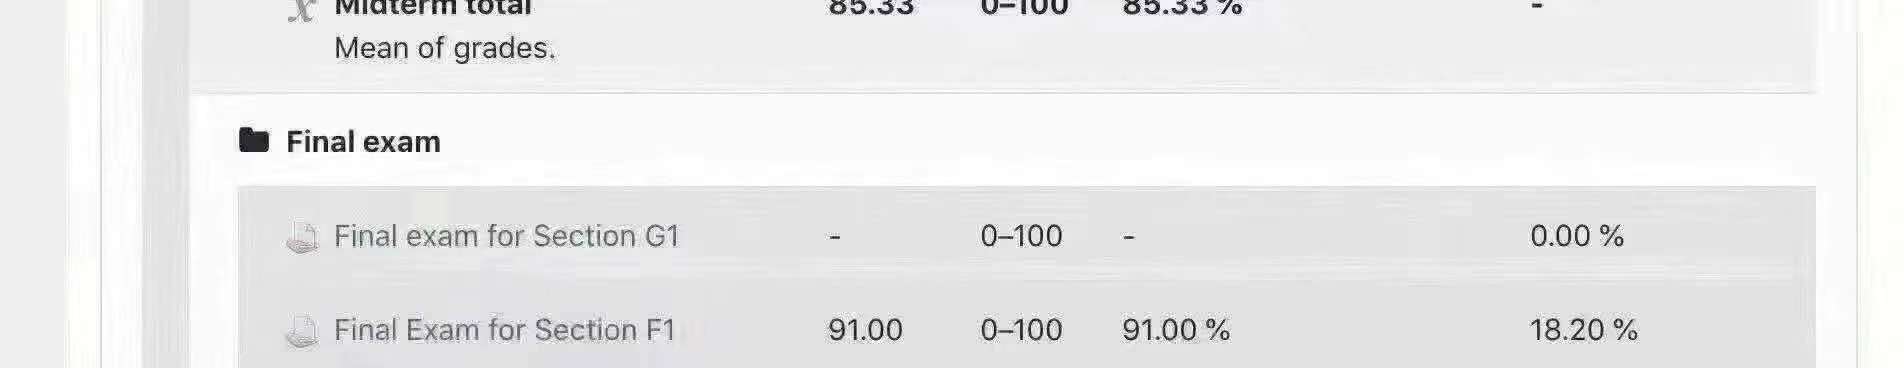 Midterm total 85.33 0–100 85.33 % -
Mean of grades.
Final exam
Final exam for Section G1 - 0–100 - 0.00 %
Final Exam for Section F1 91.00 0–100 91.00 % 18.20 %